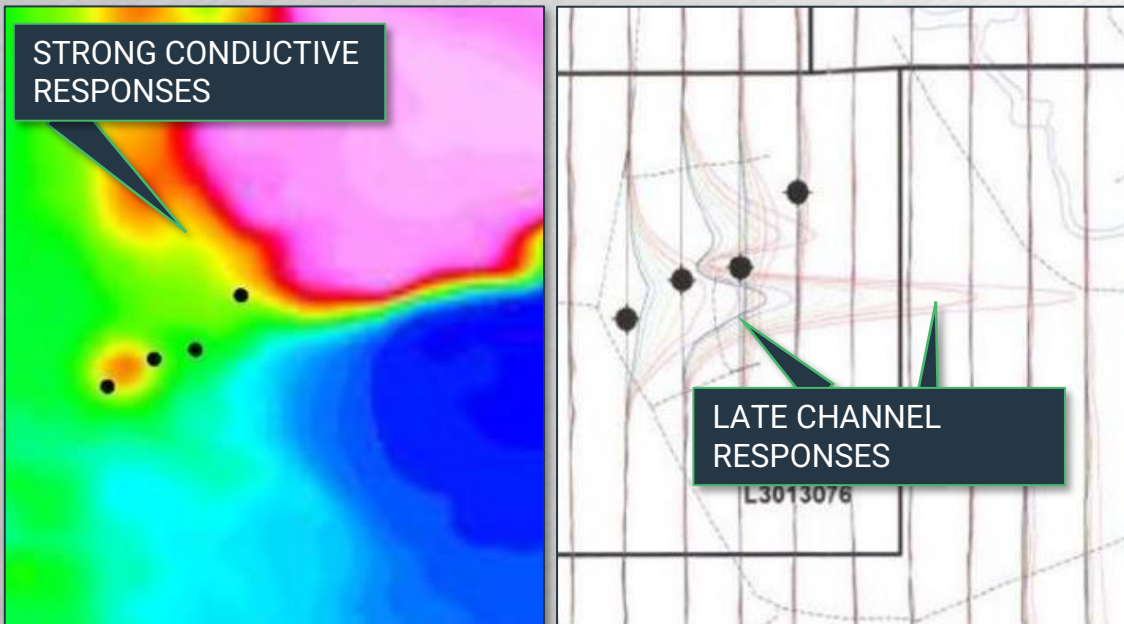 STRONG CONDUCTIVE
RESPONSES
LATE CHANNEL
RESPONSES
L3013076